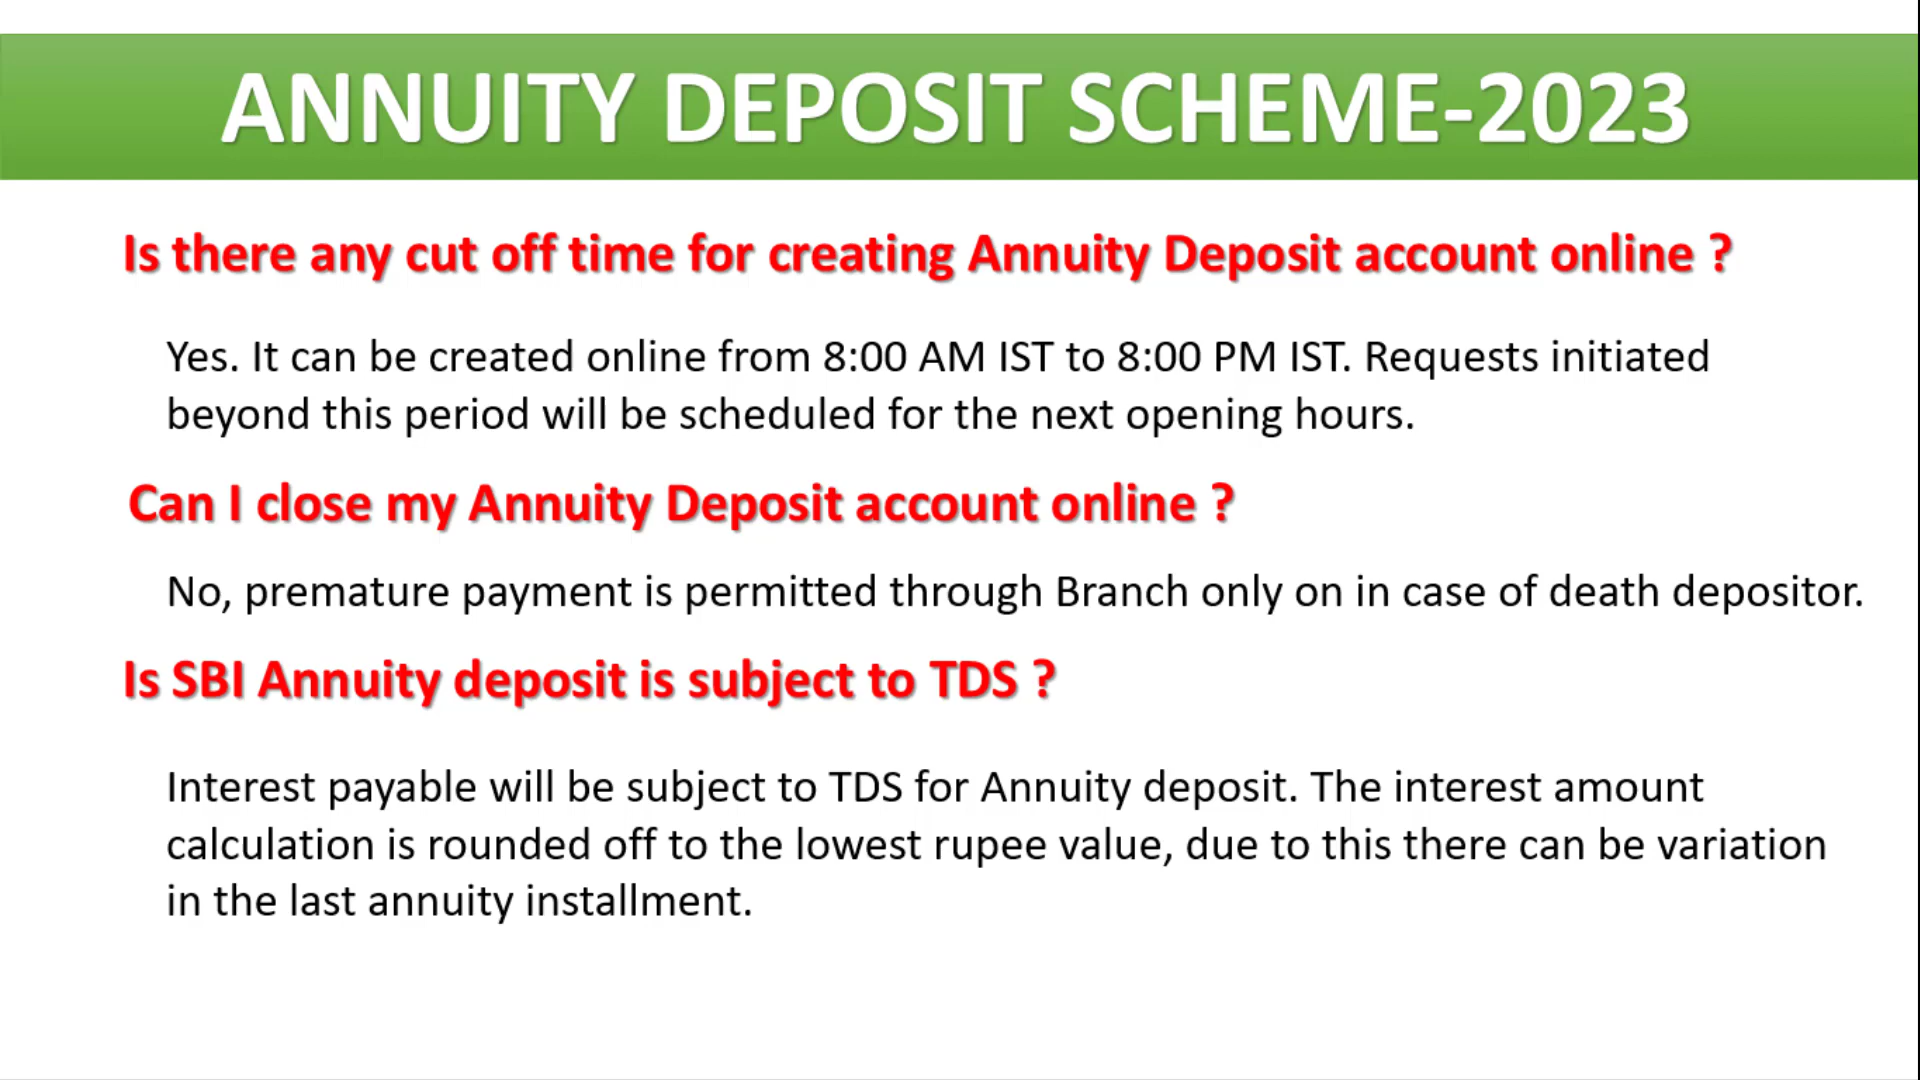 ANNUITY DEPOSIT SCHEME-2023
Is there any cut off time for creating Annuity Deposit account online ?
Yes. It can be created online from 8:00 AM IST to 8:00 PM IST. Requests initiated
beyond this period will be scheduled for the next opening hours.
Can I close my Annuity Deposit account online ?
No, premature payment is permitted through Branch only on in case of death depositor.
Is SBI Annuity deposit is subject to TDS ?
Interest payable will be subject to TDS for Annuity deposit. The interest amount
calculation is rounded off to the lowest rupee value, due to this there can be variation
in the last annuity installment.